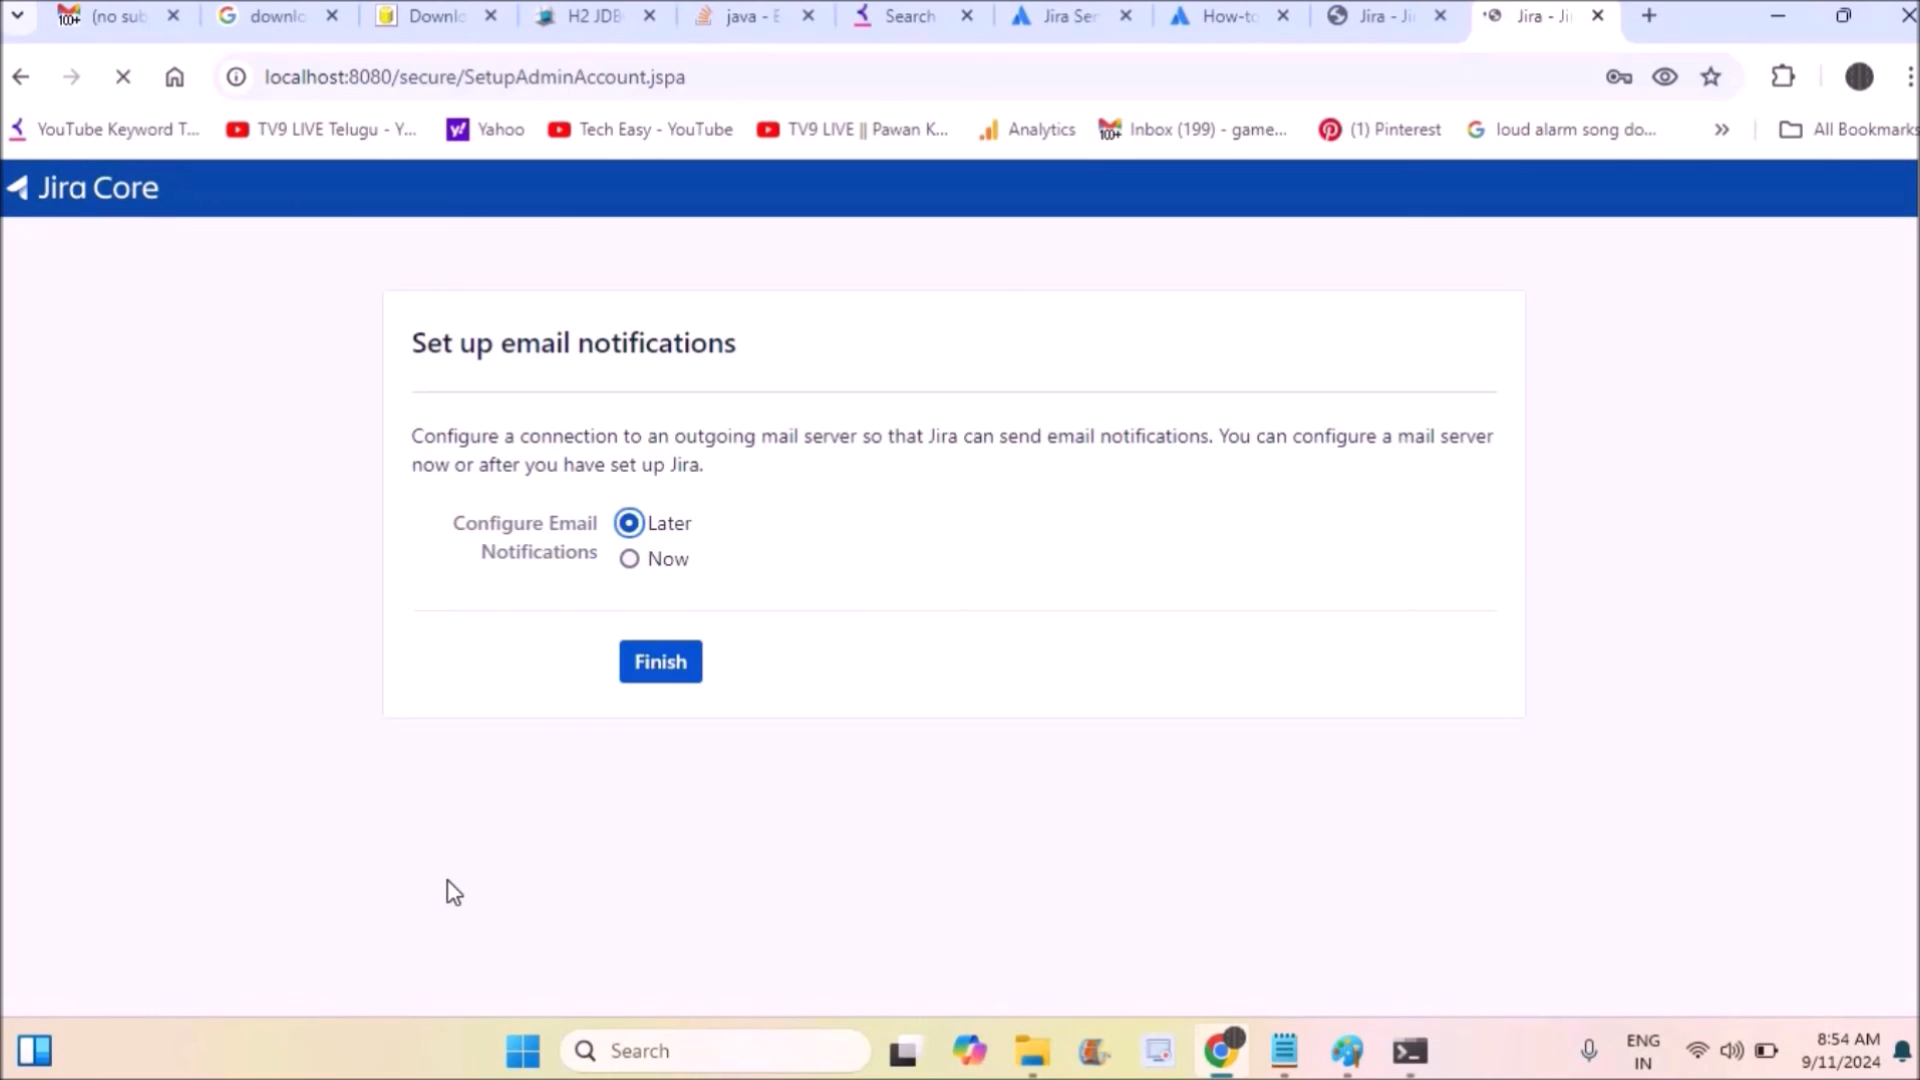 (no sub
downlo
Downlo
H2 JDB
java - E
Search
Jira Ser
How-to
Jira - Ji
Jira - Ji
localhost:8080/secure/SetupAdminAccount.jspa
YouTube Keyword T...
TV9 LIVE Telugu - Y...
Yahoo
Tech Easy - YouTube
TV9 LIVE || Pawan K...
Analytics
Inbox (199) - game...
(1) Pinterest
loud alarm song do...
All Bookmarks
Jira Core
Set up email notifications
Configure a connection to an outgoing mail server so that Jira can send email notifications. You can configure a mail server
now or after you have set up Jira.
Configure Email
Notifications
Later
Now
Finish
Search
ENG
IN
8:54 AM
9/11/2024